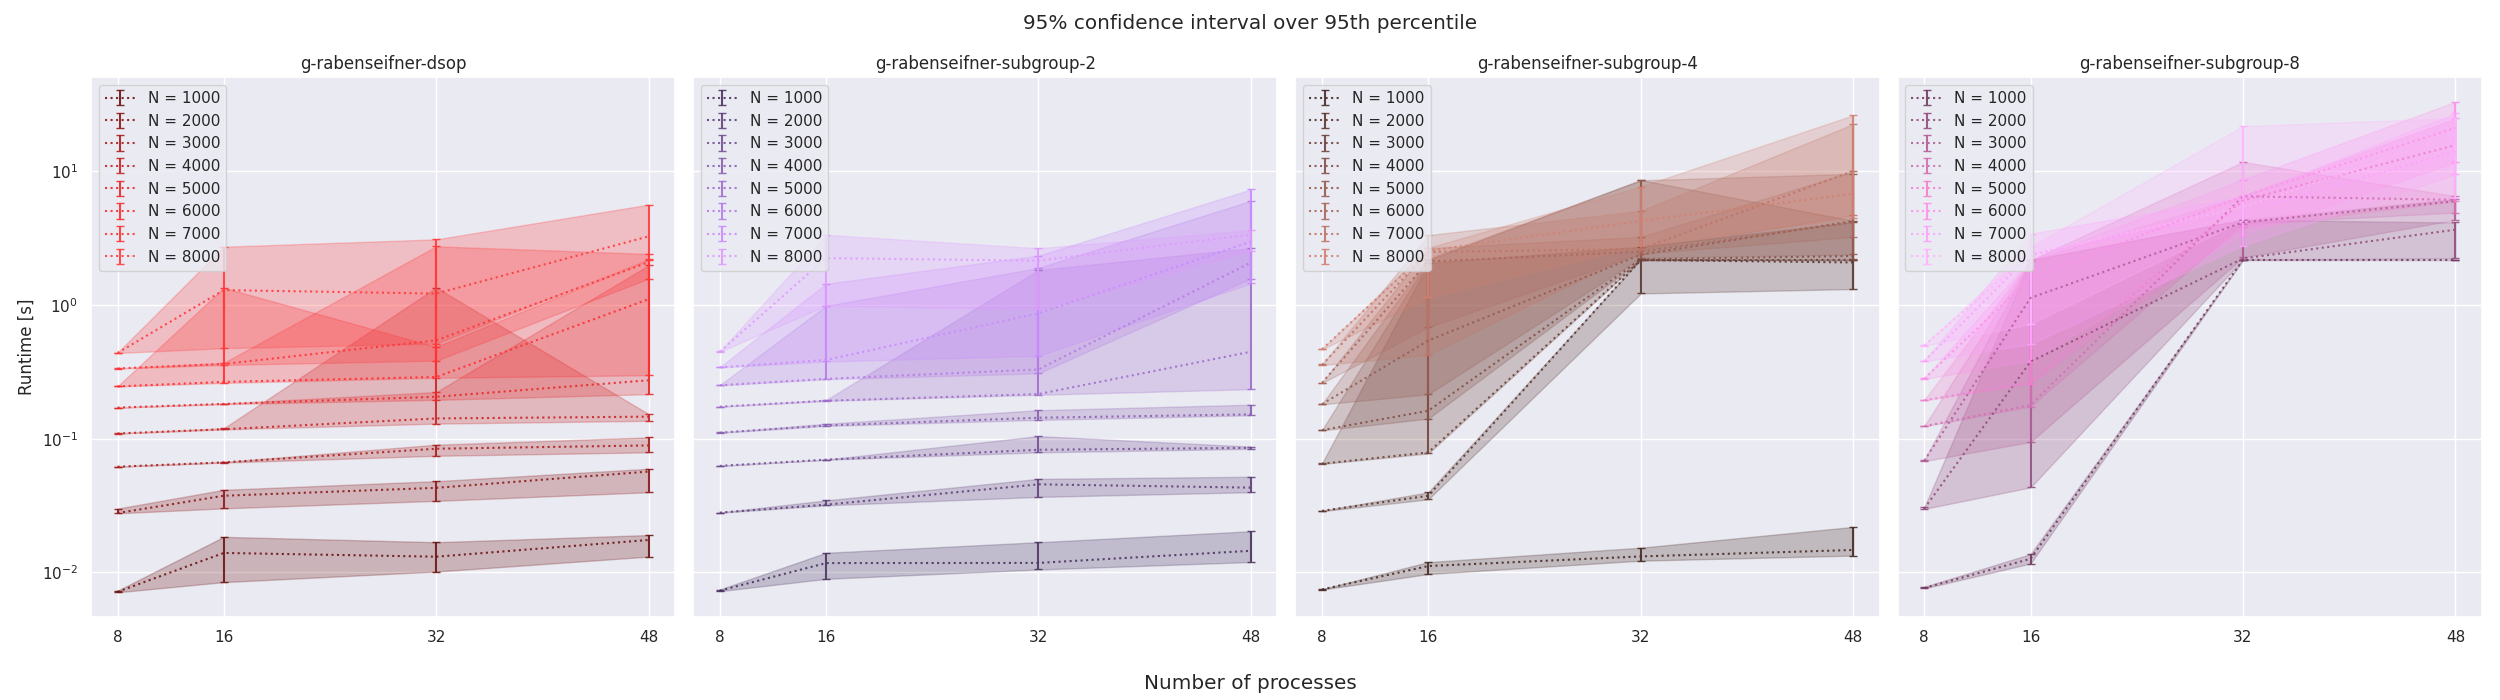 95% confidence interval over 95th percentile
g-rabenseifner-dsop
g-rabenseifner-subgroup-2
g-rabenseifner-subgroup-4
g-rabenseifner-subgroup-8
Runtime [s]
10¹
10⁰
10⁻¹
10⁻²
N = 1000
N = 2000
N = 3000
N = 4000
N = 5000
N = 6000
N = 7000
N = 8000
8 16 32 48
N = 1000
N = 2000
N = 3000
N = 4000
N = 5000
N = 6000
N = 7000
N = 8000
8 16 32 48
N = 1000
N = 2000
N = 3000
N = 4000
N = 5000
N = 6000
N = 7000
N = 8000
8 16 32 48
N = 1000
N = 2000
N = 3000
N = 4000
N = 5000
N = 6000
N = 7000
N = 8000
8 16 32 48
Number of processes